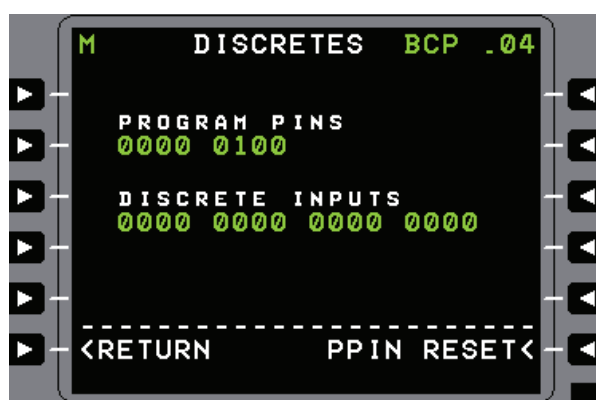 M DISCRETES BCP .04
PROGRAM PINS
0000 0100
DISCRETE INPUTS
0000 0000 0000 0000
<RETURN PPIN RESET<